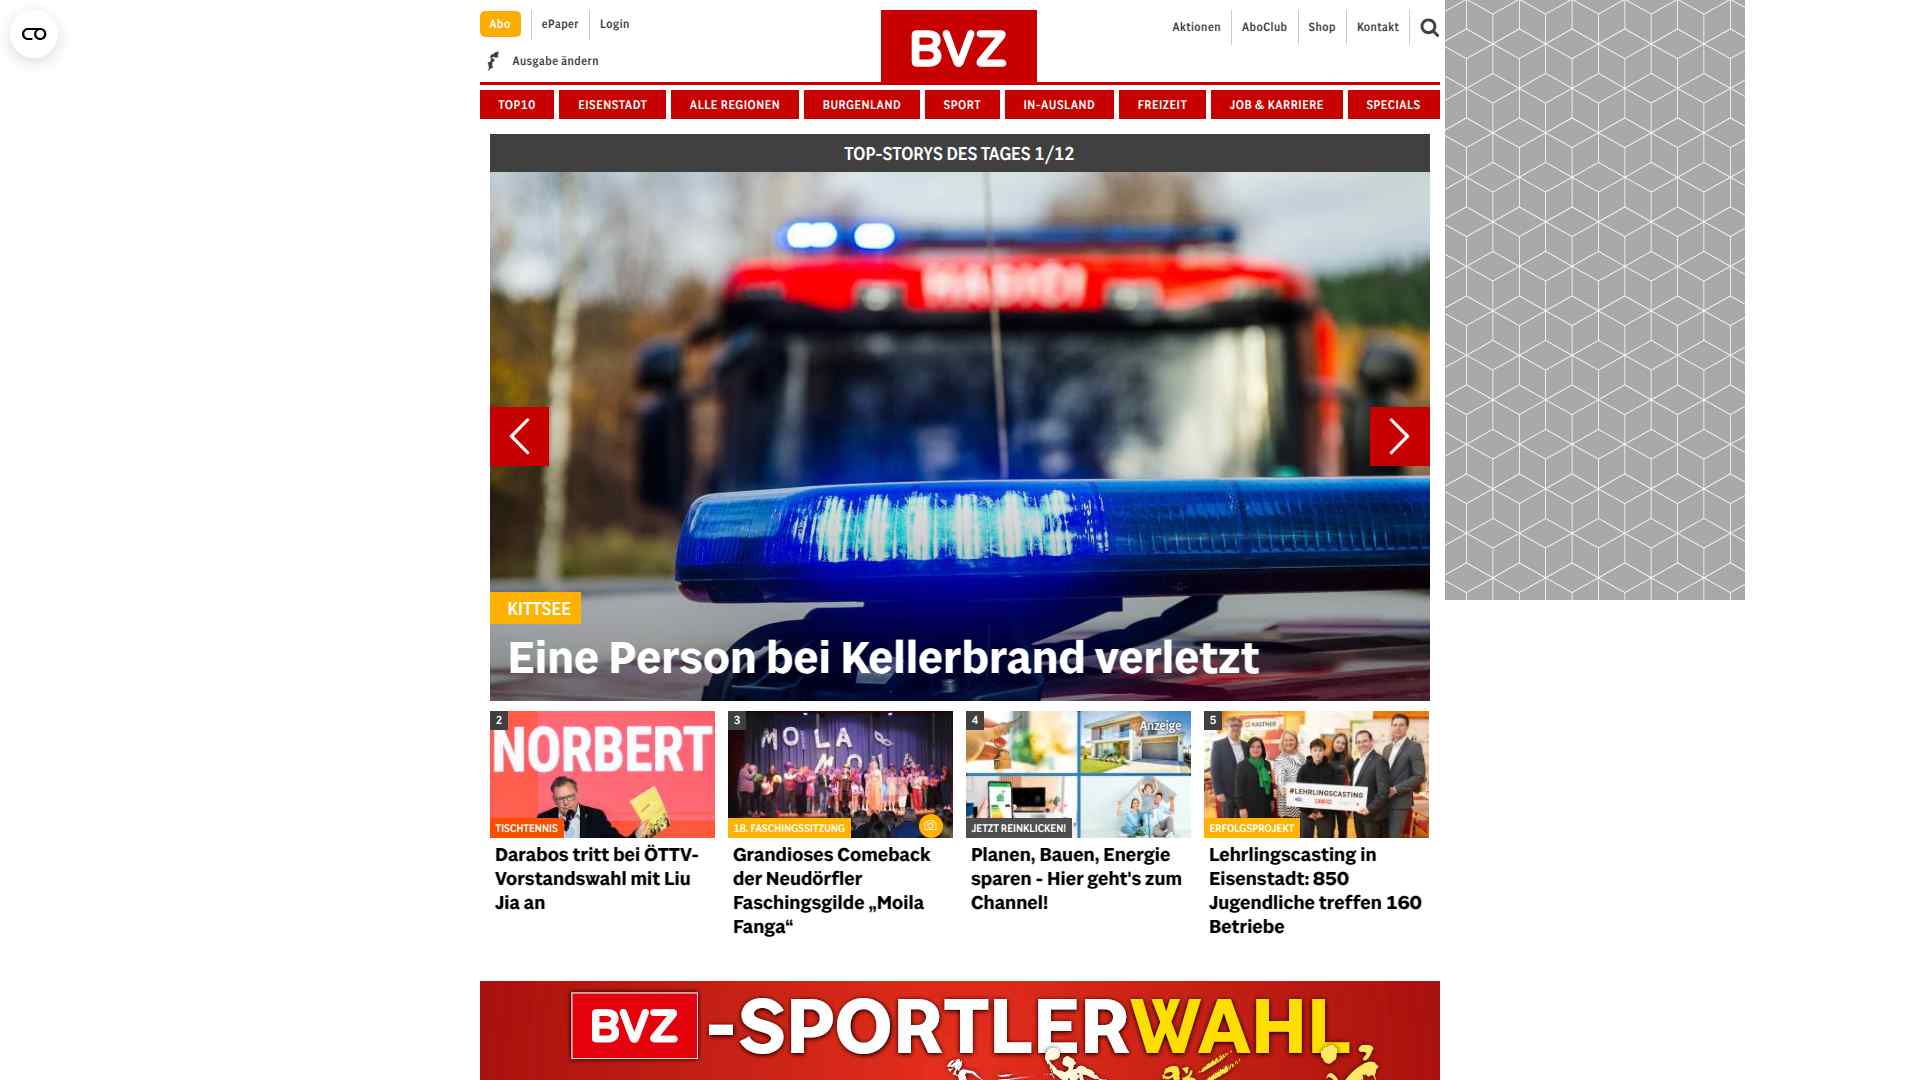 Abo
ePaper
Login
Ausgabe ändern
BVZ
Aktionen
AboClub
Shop
Kontakt
TOP10
EISENSTADT
ALLE REGIONEN
BURGENLAND
SPORT
IN-AUSLAND
FREIZEIT
JOB & KARRIERE
SPECIALS
TOP-STORYS DES TAGES 1/12
KITTSEE
Eine Person bei Kellerbrand verletzt
2
NORBERT
TISCHTENNIS
Darabos tritt bei ÖTTV-
Vorstandswahl mit Liu
Jia an
3
MOILA
MOILA
18. FASCHINGSSITZUNG
Grandioses Comeback
der Neudörfler
Faschingsgilde „Moila
Fanga“
4
Anzeige
JETZT REINKLICKEN!
Planen, Bauen, Energie
sparen - Hier geht's zum
Channel!
5
KASTNER
#LEHRLINGSCASTING
ERFOLGSPROJEKT
Lehrlingscasting in
Eisenstadt: 850
Jugendliche treffen 160
Betriebe
BVZ -SPORTLERWAHL